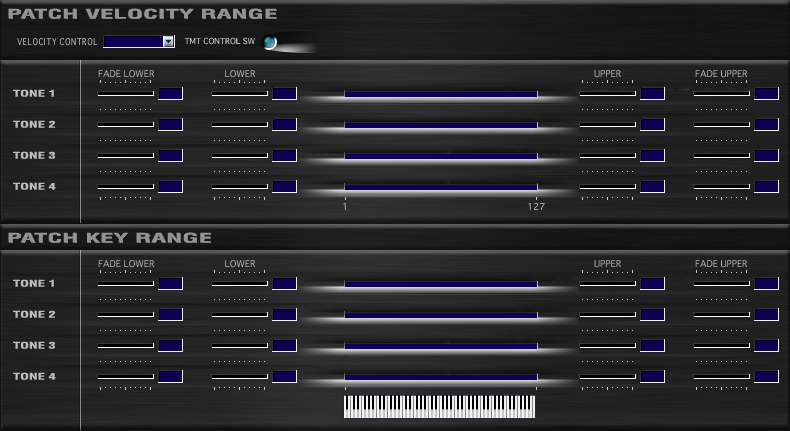 PATCH VELOCITY RANGE
VELOCITY CONTROL TMT CONTROL SW
FADE LOWER LOWER UPPER FADE UPPER
TONE 1
TONE 2
TONE 3
TONE 4
1 127
PATCH KEY RANGE
FADE LOWER LOWER UPPER FADE UPPER
TONE 1
TONE 2
TONE 3
TONE 4